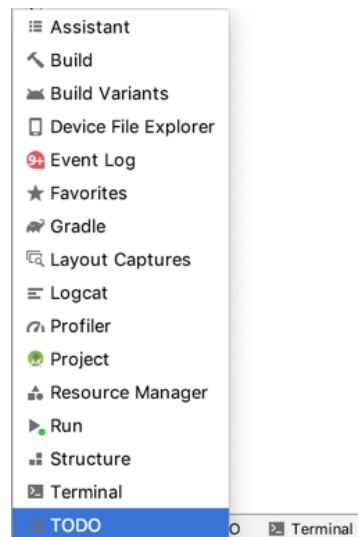 Assistant
Build
Build Variants
Device File Explorer
9+ Event Log
Favorites
Gradle
Layout Captures
Logcat
Profiler
Project
Resource Manager
Run
Structure
Terminal
TODO
O Terminal